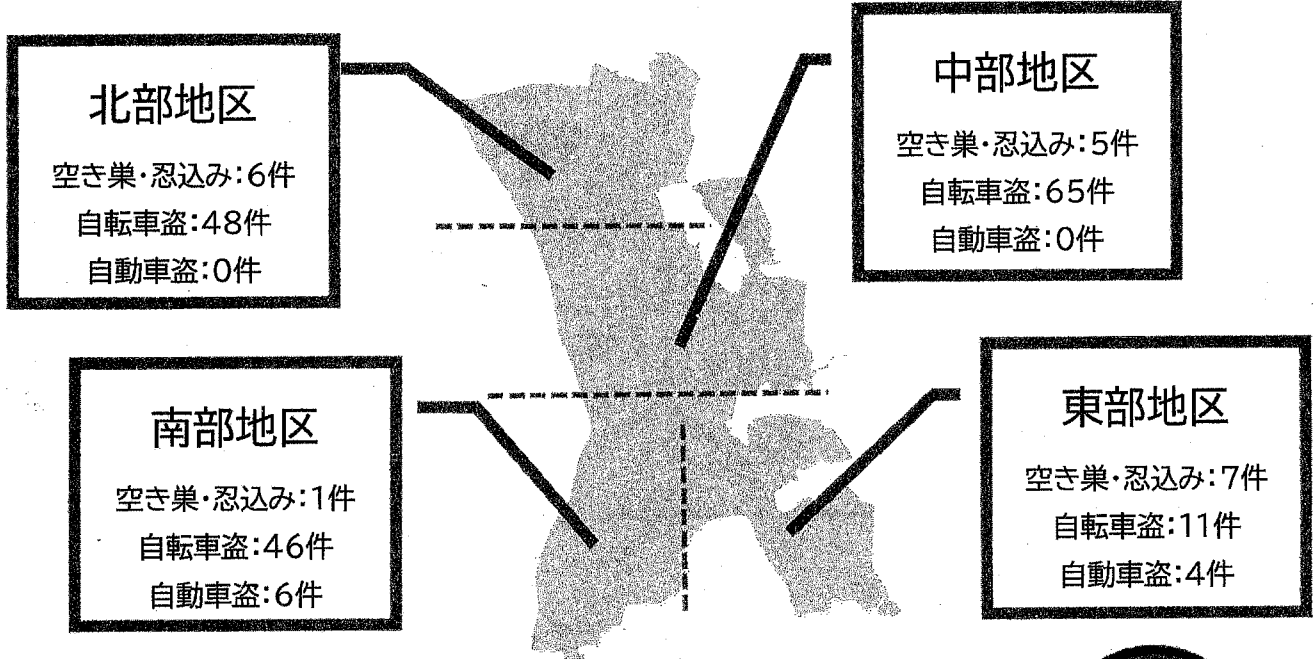 北部地区
空き巣・忍込み:6件
自転車盗:48件
自動車盗:0件
中部地区
空き巣・忍込み:5件
自転車盗:65件
自動車盗:0件
南部地区
空き巣・忍込み:1件
自転車盗:46件
自動車盗:6件
東部地区
空き巣・忍込み:7件
自転車盗:11件
自動車盗:4件